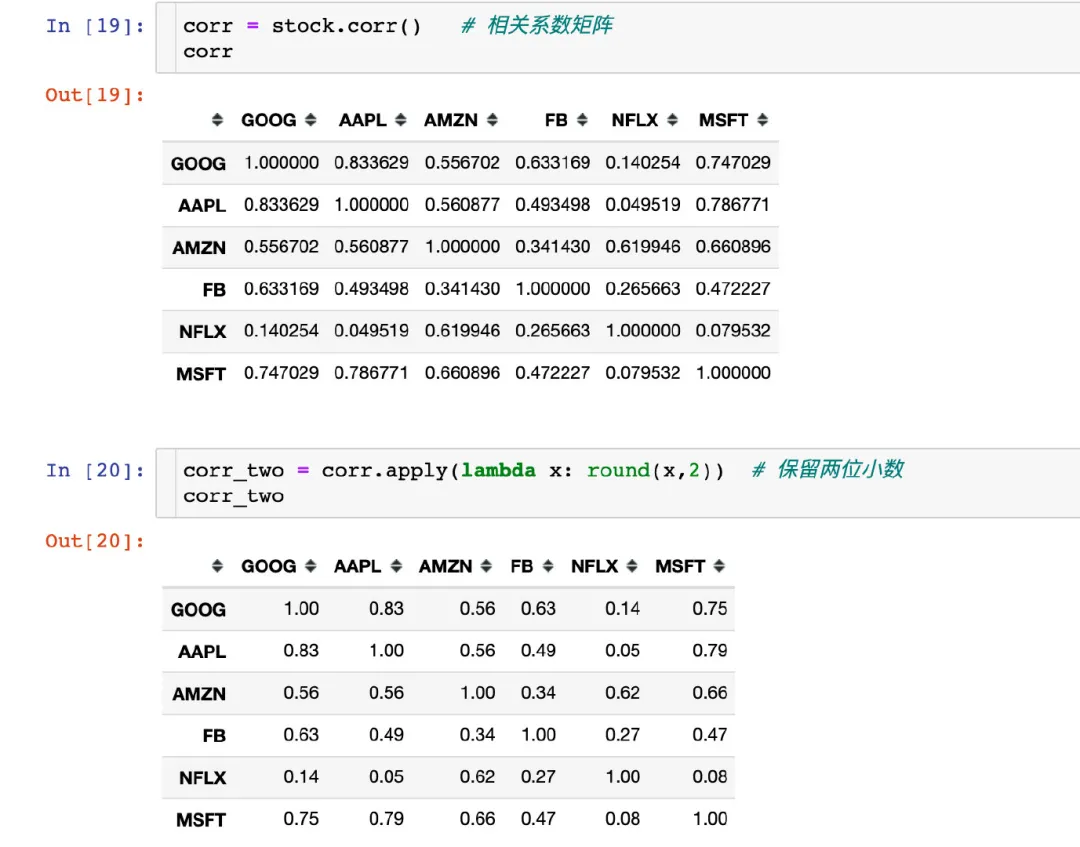 In [19]: corr = stock.corr() # 相关系数矩阵
corr
Out[19]:
GOOG AAPL AMZN FB NFLX MSFT
GOOG 1.000000 0.833629 0.556702 0.633169 0.140254 0.747029
AAPL 0.833629 1.000000 0.560877 0.493498 0.049519 0.786771
AMZN 0.556702 0.560877 1.000000 0.341430 0.619946 0.660896
FB 0.633169 0.493498 0.341430 1.000000 0.265663 0.472227
NFLX 0.140254 0.049519 0.619946 0.265663 1.000000 0.079532
MSFT 0.747029 0.786771 0.660896 0.472227 0.079532 1.000000
In [20]: corr_two = corr.apply(lambda x: round(x,2)) # 保留两位小数
corr_two
Out[20]:
GOOG AAPL AMZN FB NFLX MSFT
GOOG 1.00 0.83 0.56 0.63 0.14 0.75
AAPL 0.83 1.00 0.56 0.49 0.05 0.79
AMZN 0.56 0.56 1.00 0.34 0.62 0.66
FB 0.63 0.49 0.34 1.00 0.27 0.47
NFLX 0.14 0.05 0.62 0.27 1.00 0.08
MSFT 0.75 0.79 0.66 0.47 0.08 1.00